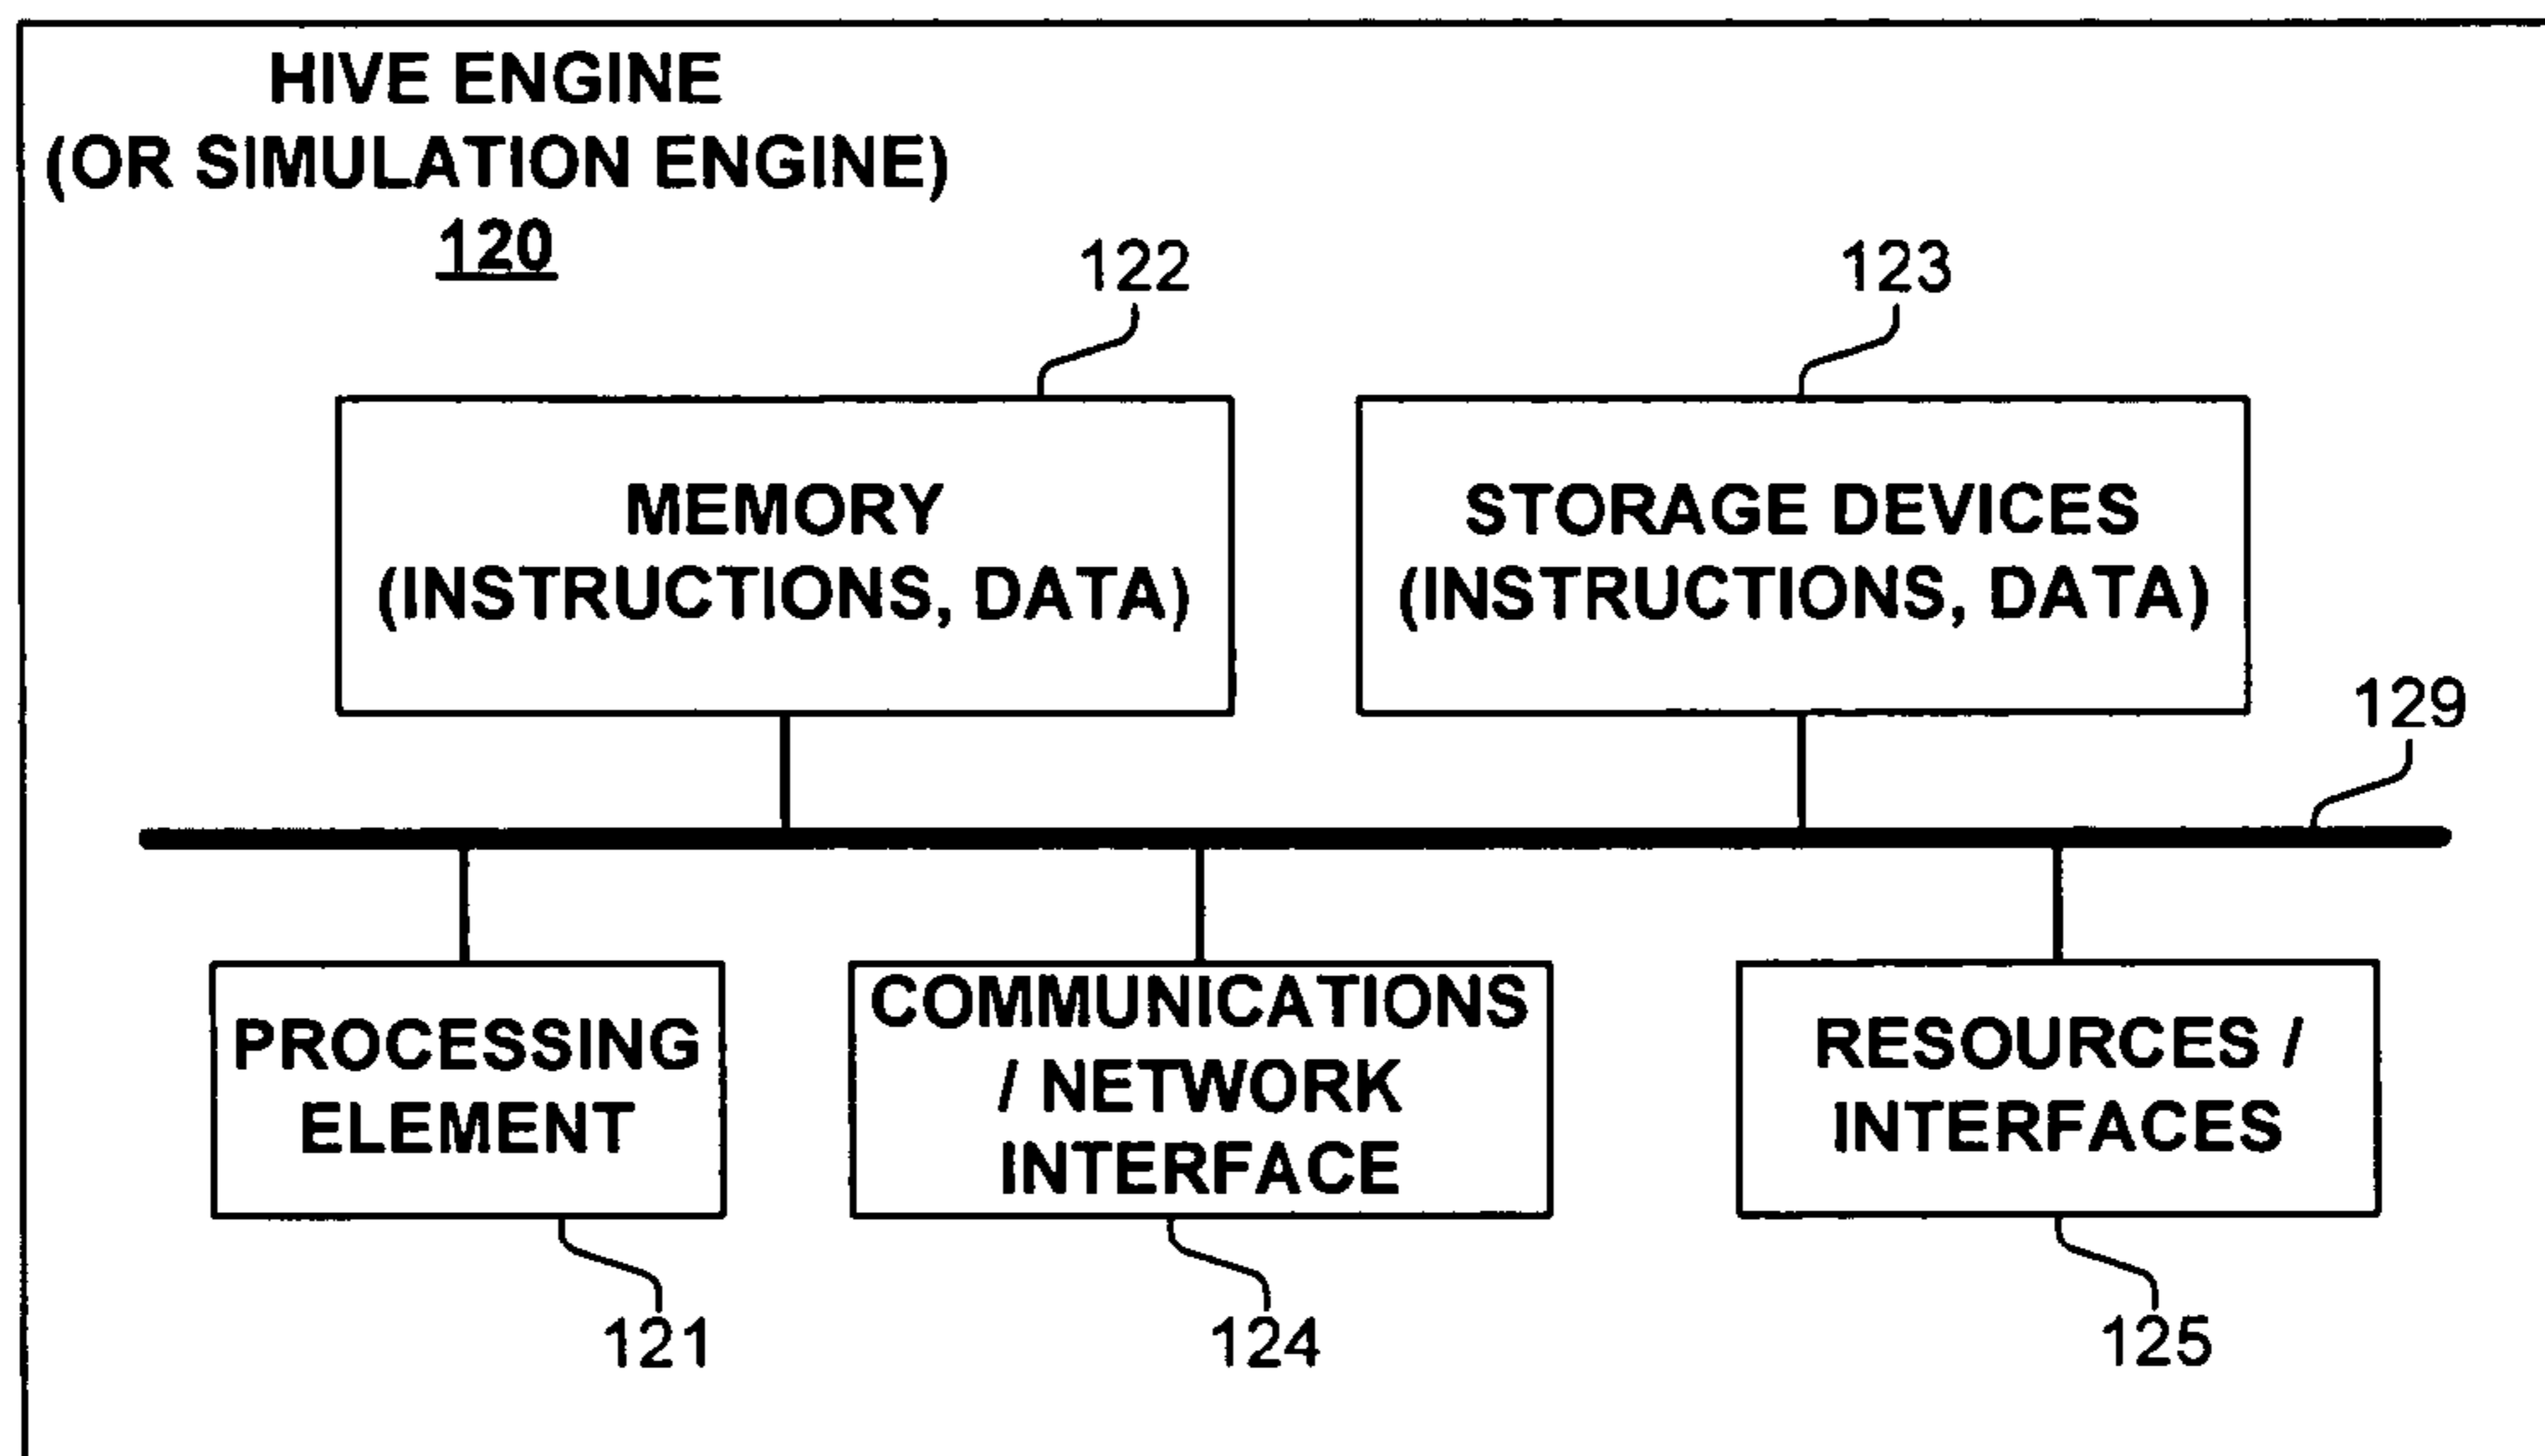 HIVE ENGINE
(OR SIMULATION ENGINE)
120
122
123
MEMORY
(INSTRUCTIONS, DATA)
STORAGE DEVICES
(INSTRUCTIONS, DATA)
129
PROCESSING
ELEMENT
COMMUNICATIONS
/ NETWORK
INTERFACE
RESOURCES /
INTERFACES
121
124
125